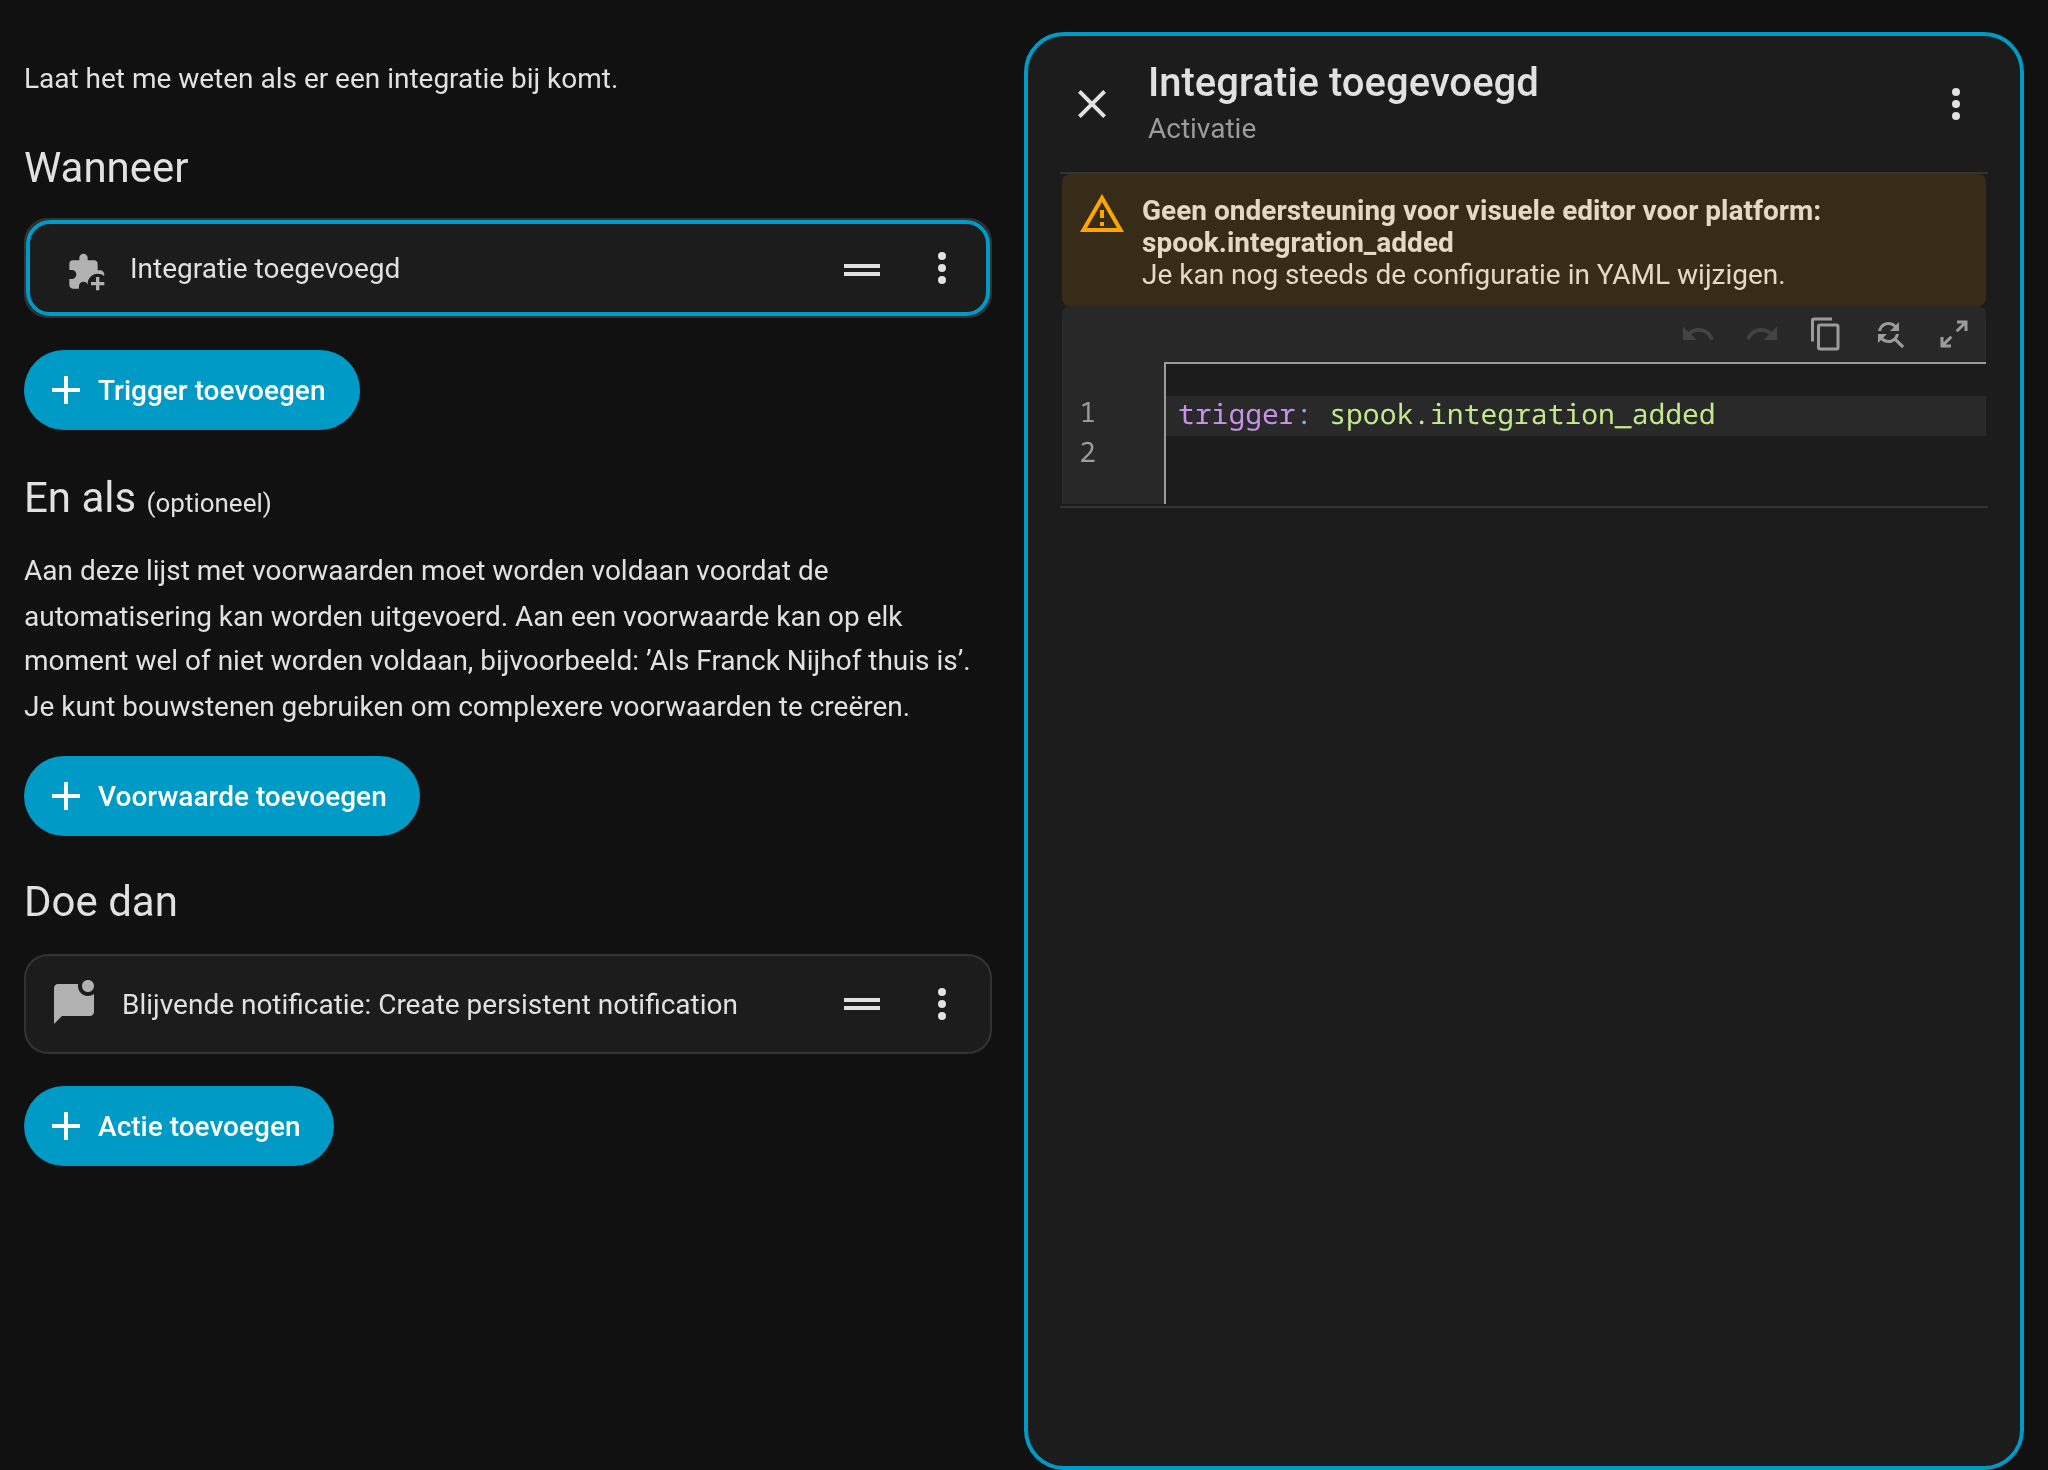 Laat het me weten als er een integratie bij komt.
Wanneer
Integratie toegevoegd
Trigger toevoegen
En als (optioneel)
Aan deze lijst met voorwaarden moet worden voldaan voordat de
automatisering kan worden uitgevoerd. Aan een voorwaarde kan op elk
moment wel of niet worden voldaan, bijvoorbeeld: ’Als Franck Nijhof thuis is’.
Je kunt bouwstenen gebruiken om complexere voorwaarden te creëren.
Voorwaarde toevoegen
Doe dan
Blijvende notificatie: Create persistent notification
Actie toevoegen
Integratie toegevoegd
Activatie
Geen ondersteuning voor visuele editor voor platform:
spook.integration_added
Je kan nog steeds de configuratie in YAML wijzigen.
1 trigger: spook.integration_added
2